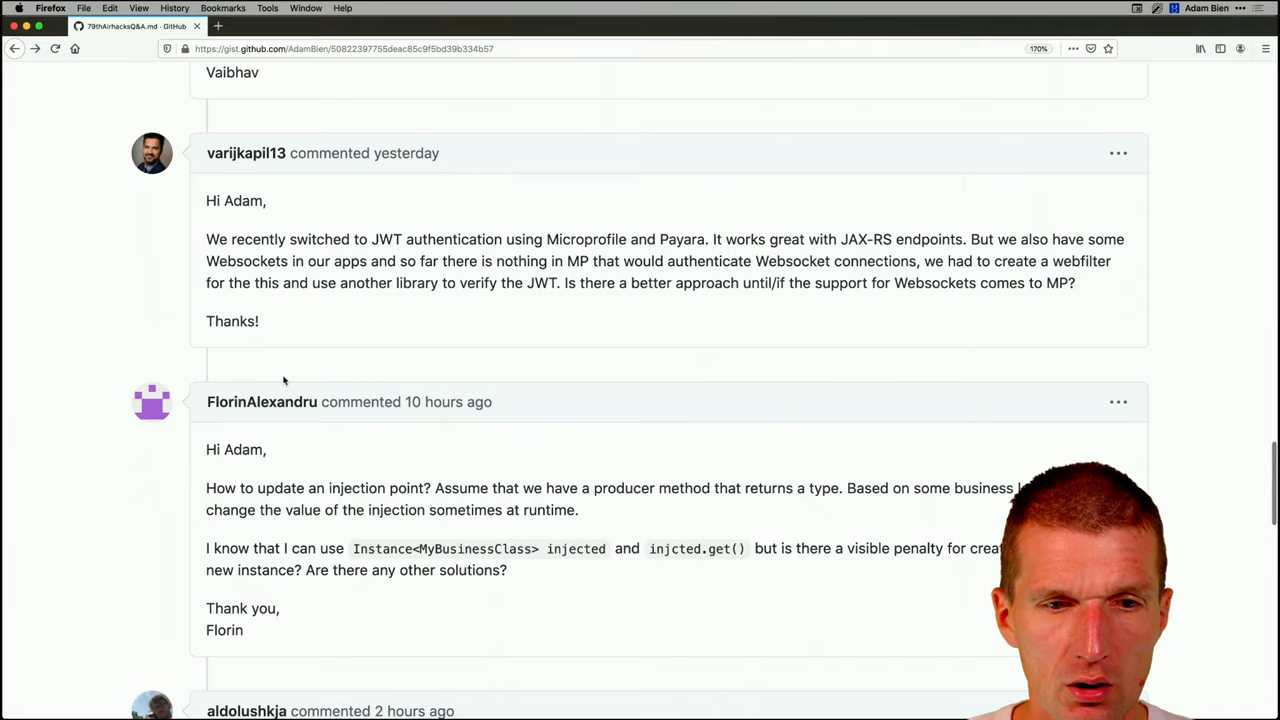 Firefox File Edit View History Bookmarks Tools Window Help Adam Bien
79thAirhacksQ&A.md · GitHub
https://gist.github.com/AdamBien/50822397755deac85c9f5bd39b334b57 170%
Vaibhav
varijkapil13 commented yesterday
Hi Adam,
We recently switched to JWT authentication using Microprofile and Payara. It works great with JAX-RS endpoints. But we also have some
Websockets in our apps and so far there is nothing in MP that would authenticate Websocket connections, we had to create a webfilter
for the this and use another library to verify the JWT. Is there a better approach until/if the support for Websockets comes to MP?
Thanks!
FlorinAlexandru commented 10 hours ago
Hi Adam,
How to update an injection point? Assume that we have a producer method that returns a type. Based on some business
change the value of the injection sometimes at runtime.
I know that I can use Instance<MyBusinessClass> injected and injcted.get() but is there a visible penalty for
new instance? Are there any other solutions?
Thank you,
Florin
aldolushkja commented 2 hours ago